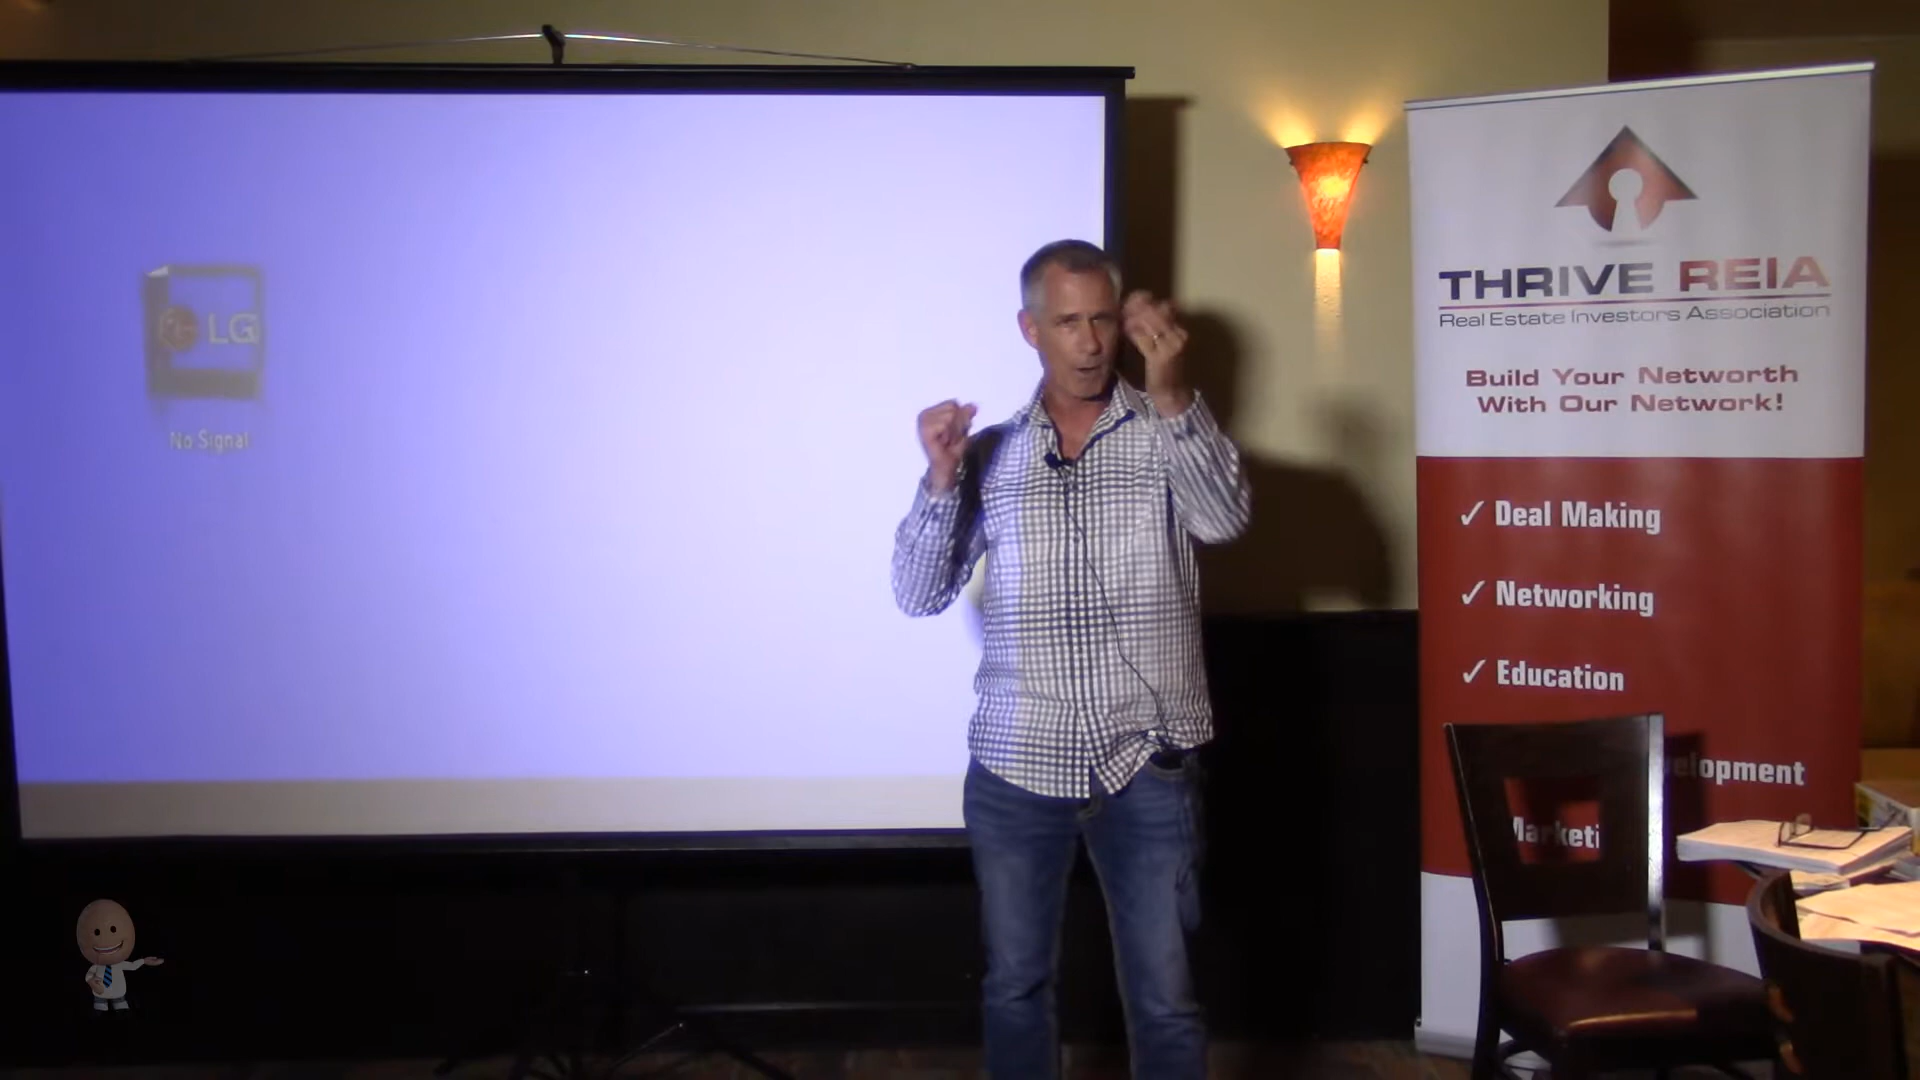 LG
No Signal
THRIVE REIA
Real Estate Investors Association
Build Your Networth
With Our Network!
✓ Deal Making
✓ Networking
✓ Education
elopment
Marketi